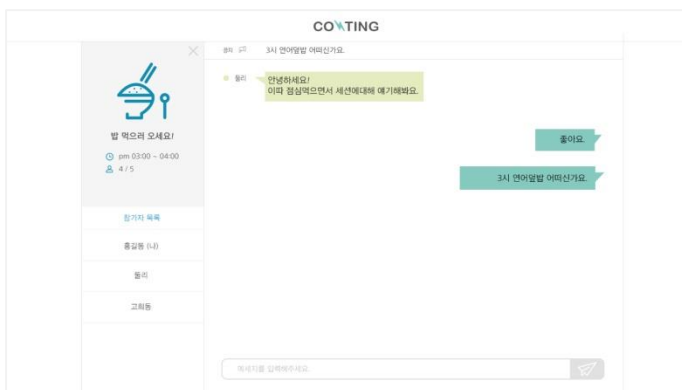 CONTING
공지
3시 연어덮밥 어떠신가요.
밥 먹으러 오세요!
pm 03:00 ~ 04:00
4 / 5
참가자 목록
홍길동 (나)
둘리
고희동
둘리
안녕하세요!
이따 점심먹으면서 세션에대해 얘기해봐요.
좋아요.
3시 연어덮밥 어떠신가요.
메세지를 입력해주세요.